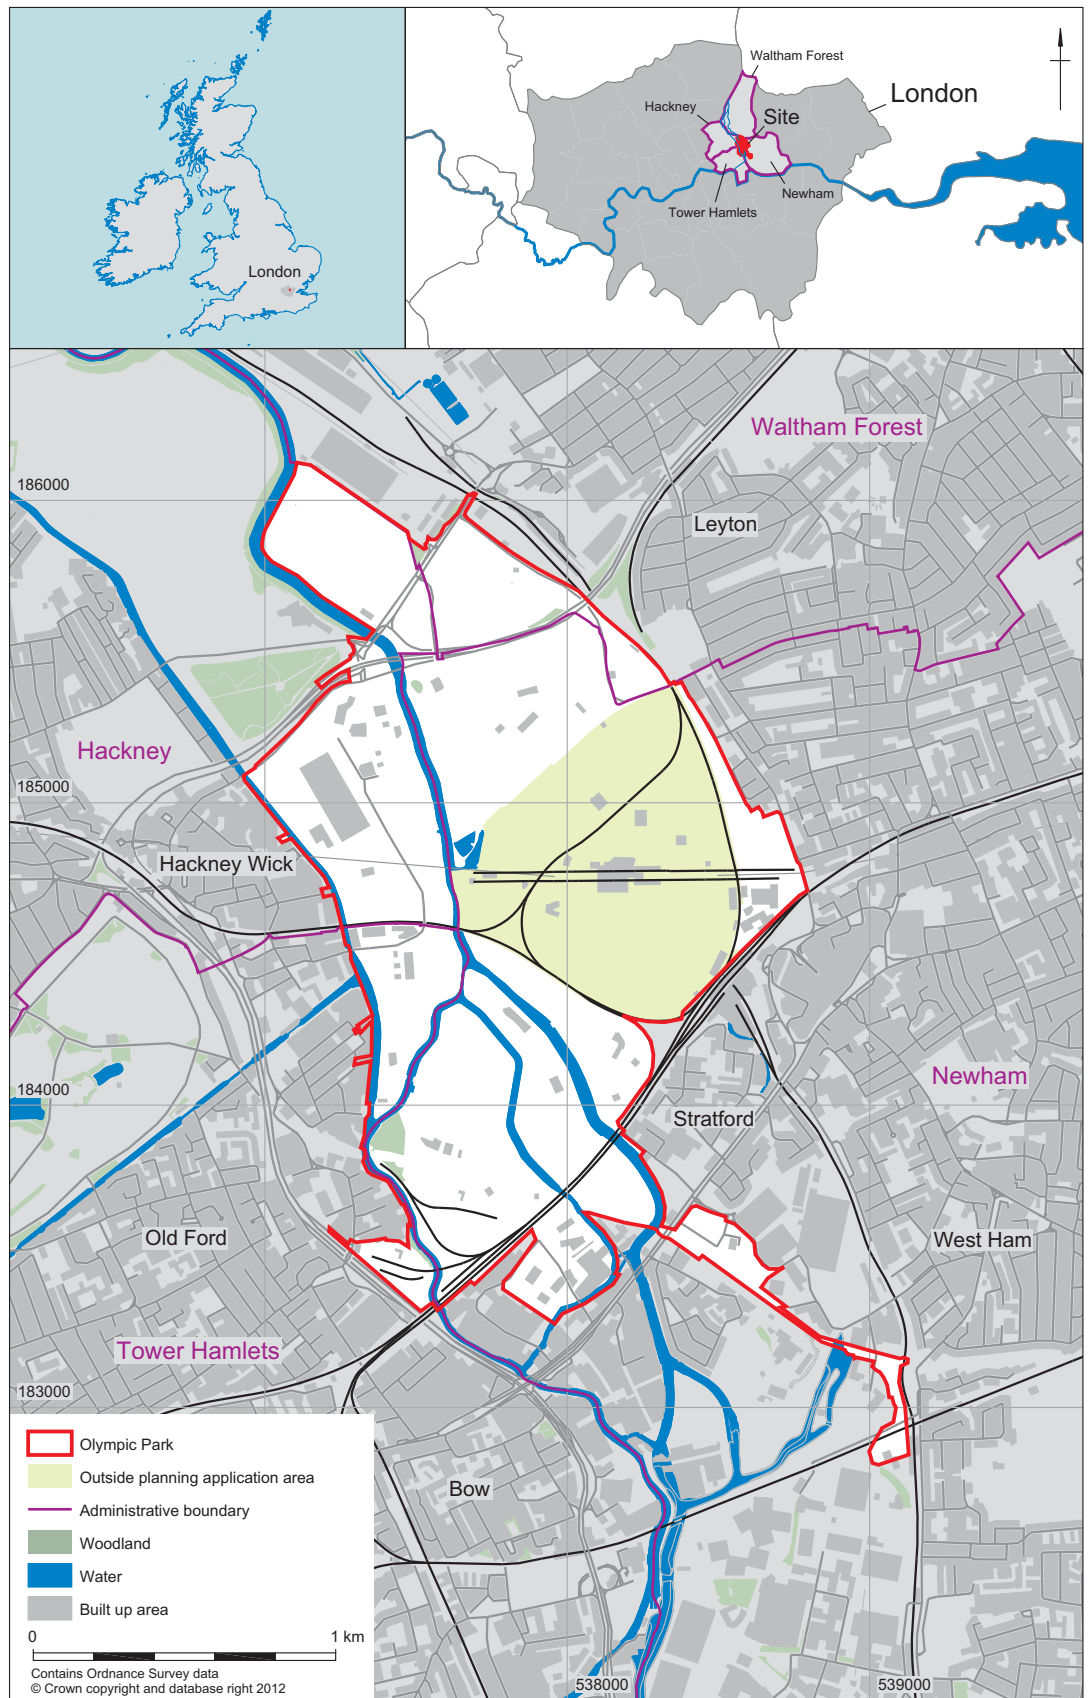 London
Waltham Forest
London
Hackney
Site
Newham
Tower Hamlets
Waltham Forest
186000
Leyton
Hackney
185000
Hackney Wick
Newham
184000
Stratford
Old Ford
West Ham
Tower Hamlets
183000
Olympic Park
Outside planning application area
Administrative boundary
Woodland
Water
Built up area
Bow
0 1 km
Contains Ordnance Survey data
© Crown copyright and database right 2012
538000
539000